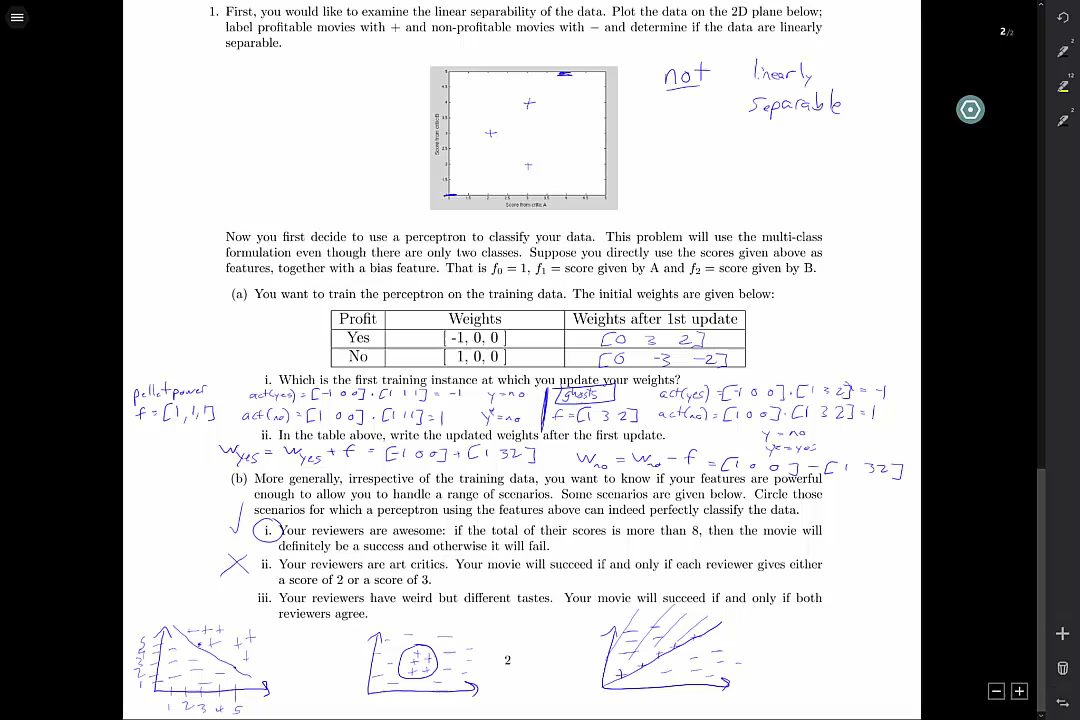 1. First, you would like to examine the linear separability of the data. Plot the data on the 2D plane below;
label profitable movies with + and non-profitable movies with − and determine if the data are linearly
separable.
2/2
not linearly
separable
Score from critic B
Score from critic A
Now you first decide to use a perceptron to classify your data. This problem will use the multi-class
formulation even though there are only two classes. Suppose you directly use the scores given above as
features, together with a bias feature. That is f0 = 1, f1 = score given by A and f2 = score given by B.
(a) You want to train the perceptron on the training data. The initial weights are given below:
Profit Weights Weights after 1st update
Yes [ -1, 0, 0 ] [0 3 2]
No [ 1, 0, 0 ] [0 -3 -2]
i. Which is the first training instance at which you update your weights?
pellet power act(yes) = [-1 0 0] · [1 1 1] = -1 y=no ghosts act(yes) = [-1 0 0] · [1 3 2] = -1
f = [1, 1, 1] act(no) = [1 0 0] · [1 1 1] = 1 y*=no f = [1 3 2] act(no) = [1 0 0] · [1 3 2] = 1
ii. In the table above, write the updated weights after the first update.
y = no
y* = yes
Wyes = Wyes + f = [-1 0 0] + [1 3 2] Wno = Wno − f = [1 0 0] − [1 3 2]
(b) More generally, irrespective of the training data, you want to know if your features are powerful
enough to allow you to handle a range of scenarios. Some scenarios are given below. Circle those
scenarios for which a perceptron using the features above can indeed perfectly classify the data.
i. Your reviewers are awesome: if the total of their scores is more than 8, then the movie will
definitely be a success and otherwise it will fail.
ii. Your reviewers are art critics. Your movie will succeed if and only if each reviewer gives either
a score of 2 or a score of 3.
iii. Your reviewers have weird but different tastes. Your movie will succeed if and only if both
reviewers agree.
5
4
3
2
1
1 2 3 4 5
2